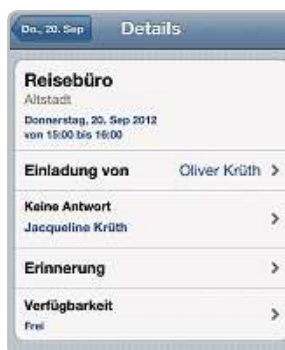 Do., 20. Sep
Details
Reisebüro
Altstadt
Donnerstag, 20. Sep 2012
von 15:00 bis 16:00
Einladung von Oliver Krüth
Keine Antwort
Jacqueline Krüth
Erinnerung
Verfügbarkeit
Frei